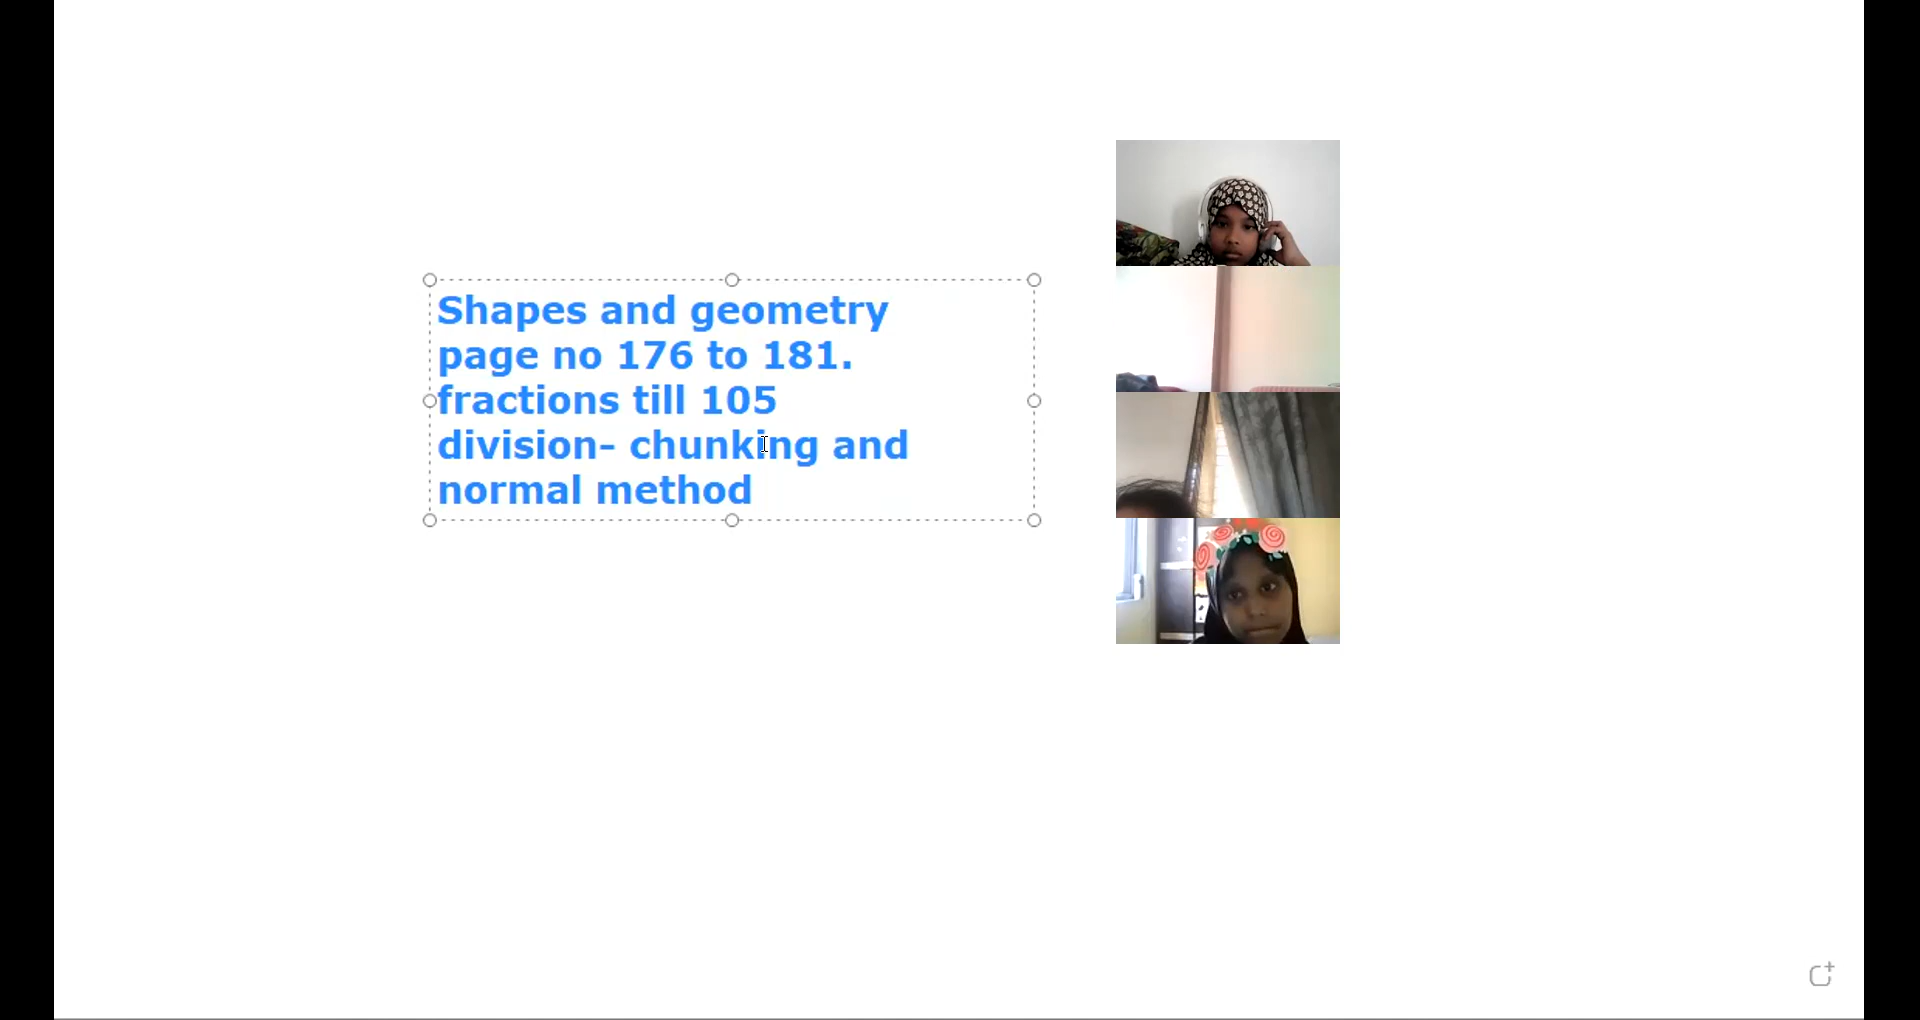 Shapes and geometry
page no 176 to 181.
fractions till 105
division- chunking and
normal method